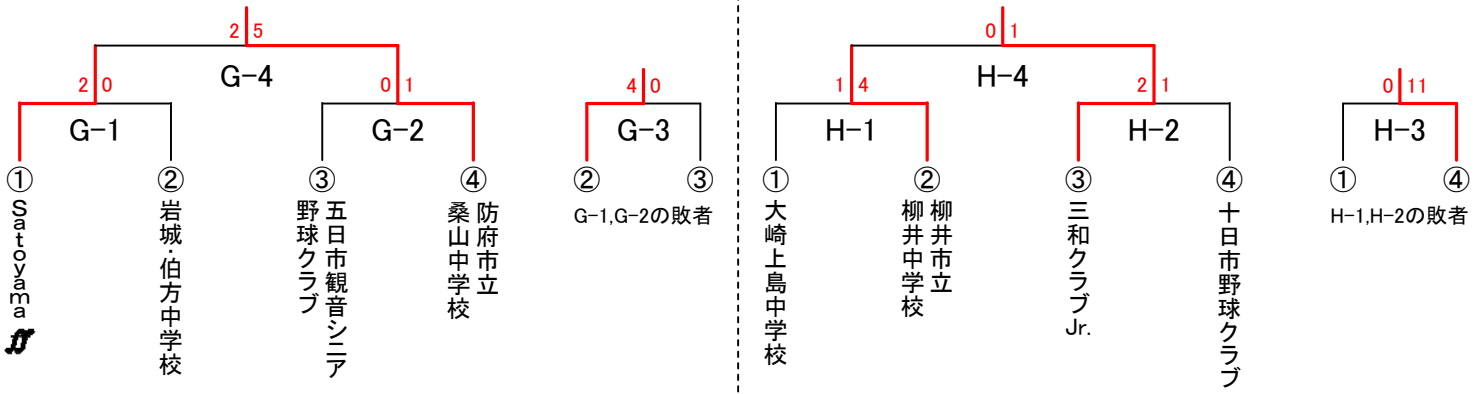 2 5
G-4
2 0
G-1
0 1
G-2
4 0
G-3
①
②
③
④
②
③
Satoyama ff
岩城・伯方中学校
五日市観音シニア
野球クラブ
防府市立
桑山中学校
G-1,G-2の敗者
0 1
H-4
1 4
H-1
2 1
H-2
0 11
H-3
①
②
③
④
①
④
大崎上島中学校
柳井市立
柳井中学校
三和クラブJr.
十日市野球クラブ
H-1,H-2の敗者